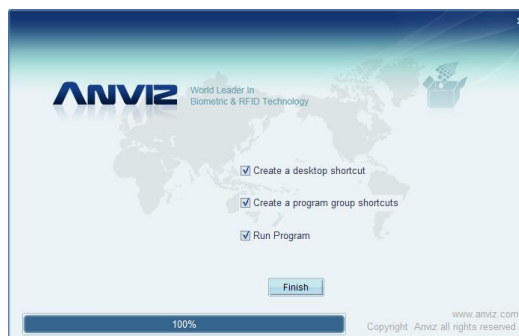 ANVIZ
World Leader In
Biometric & RFID Technology
Create a desktop shortcut
Create a program group shortcuts
Run Program
Finish
100%
www.anviz.com
Copyright Anviz all rights reserved.